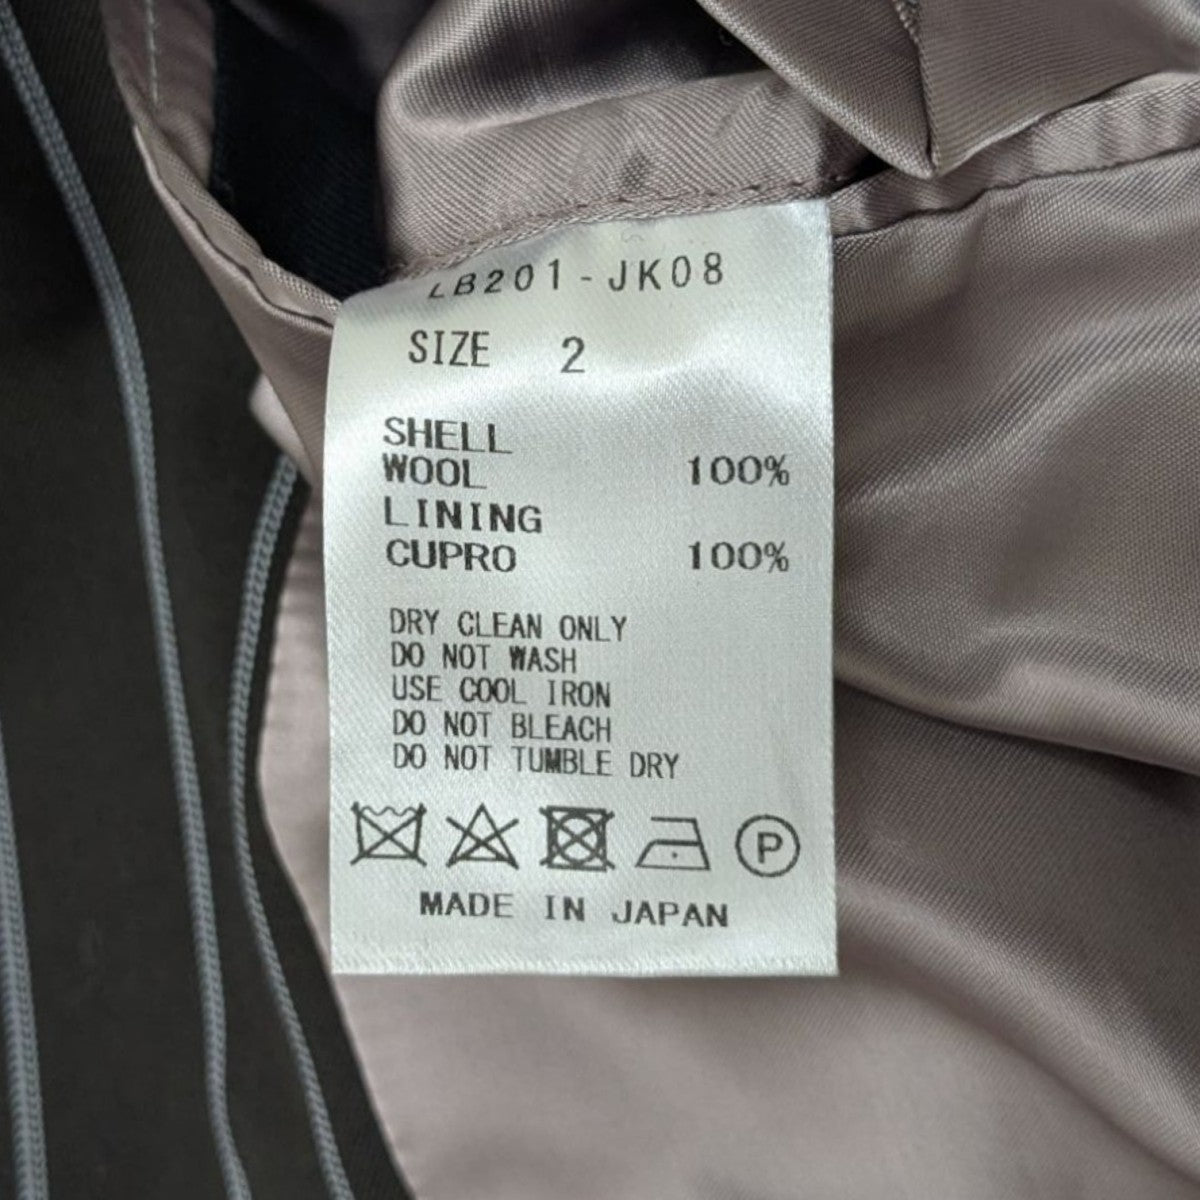 LB201-JK08
SIZE 2
SHELL
WOOL 100%
LINING
CUPRO 100%
DRY CLEAN ONLY
DO NOT WASH
USE COOL IRON
DO NOT BLEACH
DO NOT TUMBLE DRY
P
MADE IN JAPAN